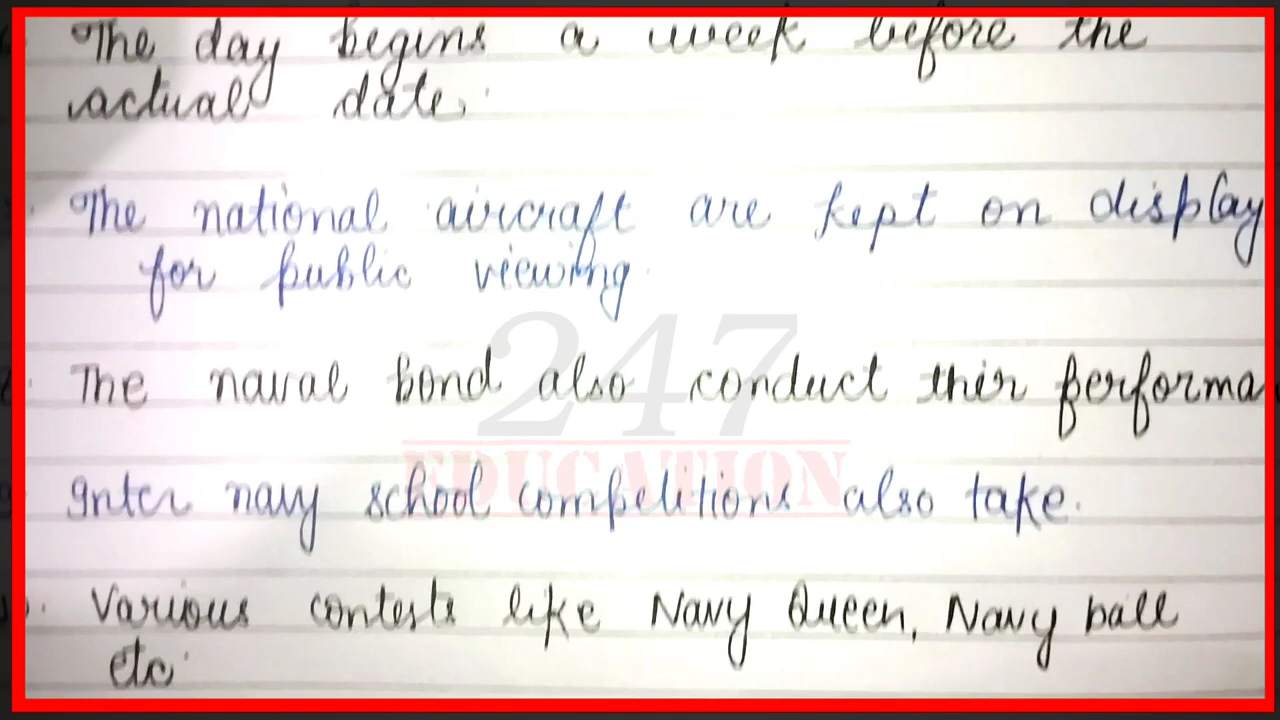 The day begins a week before the
actual date.
The national aircraft are kept on display
for public viewing.
247
EDUCATION
The naval bond also conduct thir performa
Inter navy school competitions also take.
Various contests like Navy Queen, Navy ball
etc.